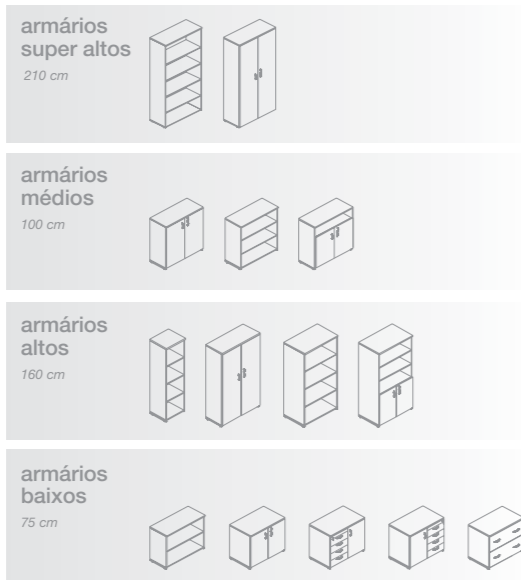 armários
super altos
210 cm
armários
médios
100 cm
armários
altos
160 cm
armários
baixos
75 cm